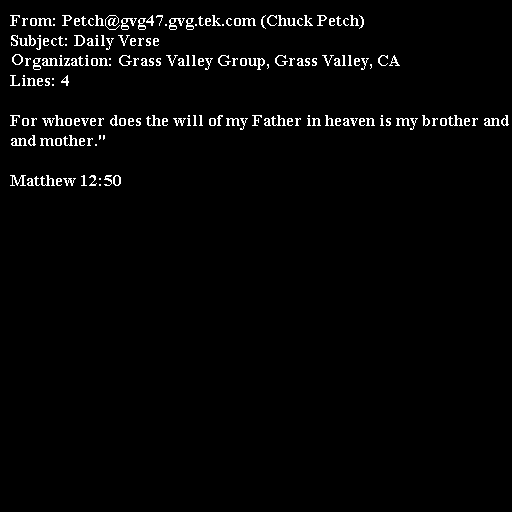 From: Petch@gvg47.gvg.tek.com (Chuck Petch)
Subject: Daily Verse
Organization: Grass Valley Group, Grass Valley, CA
Lines: 4

For whoever does the will of my Father in heaven is my brother and
and mother."

Matthew 12:50